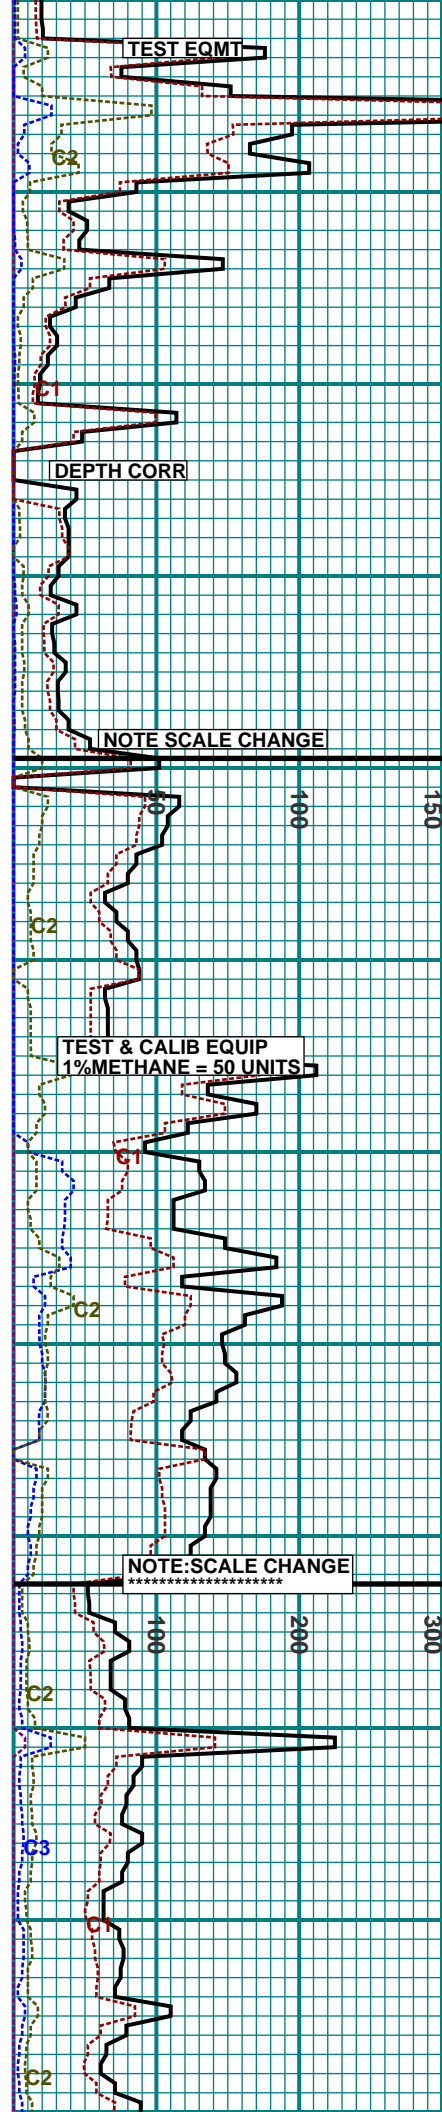 TEST EQMT
C2
C1
DEPTH CORR
NOTE SCALE CHANGE
50
100
150
C2
TEST & CALIB EQUIP
1%METHANE = 50 UNITS
C1
C2
NOTE:SCALE CHANGE
********************
100
200
300
C2
C3
C1
C2